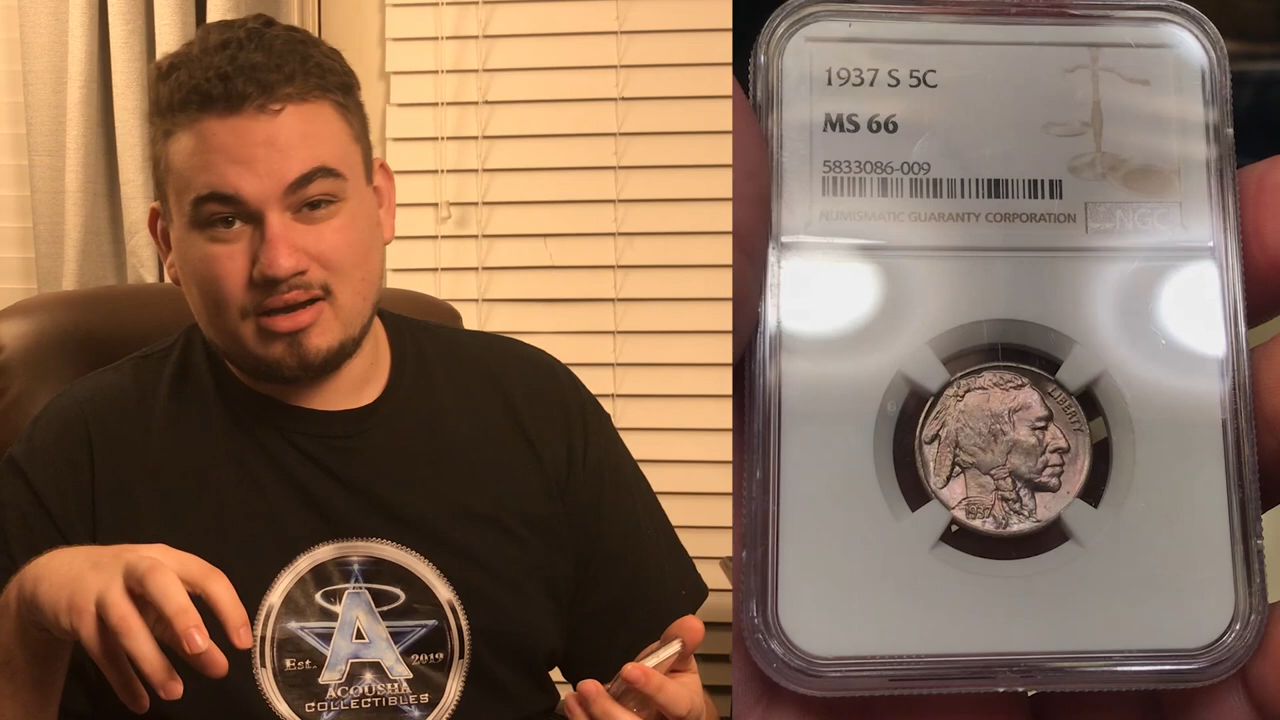 A
Est. 2019
ACOUSHA
COLLECTIBLES
1937 S 5C
MS 66
5833086-009
NUMISMATIC GUARANTY CORPORATION NGC
LIBERTY
1937